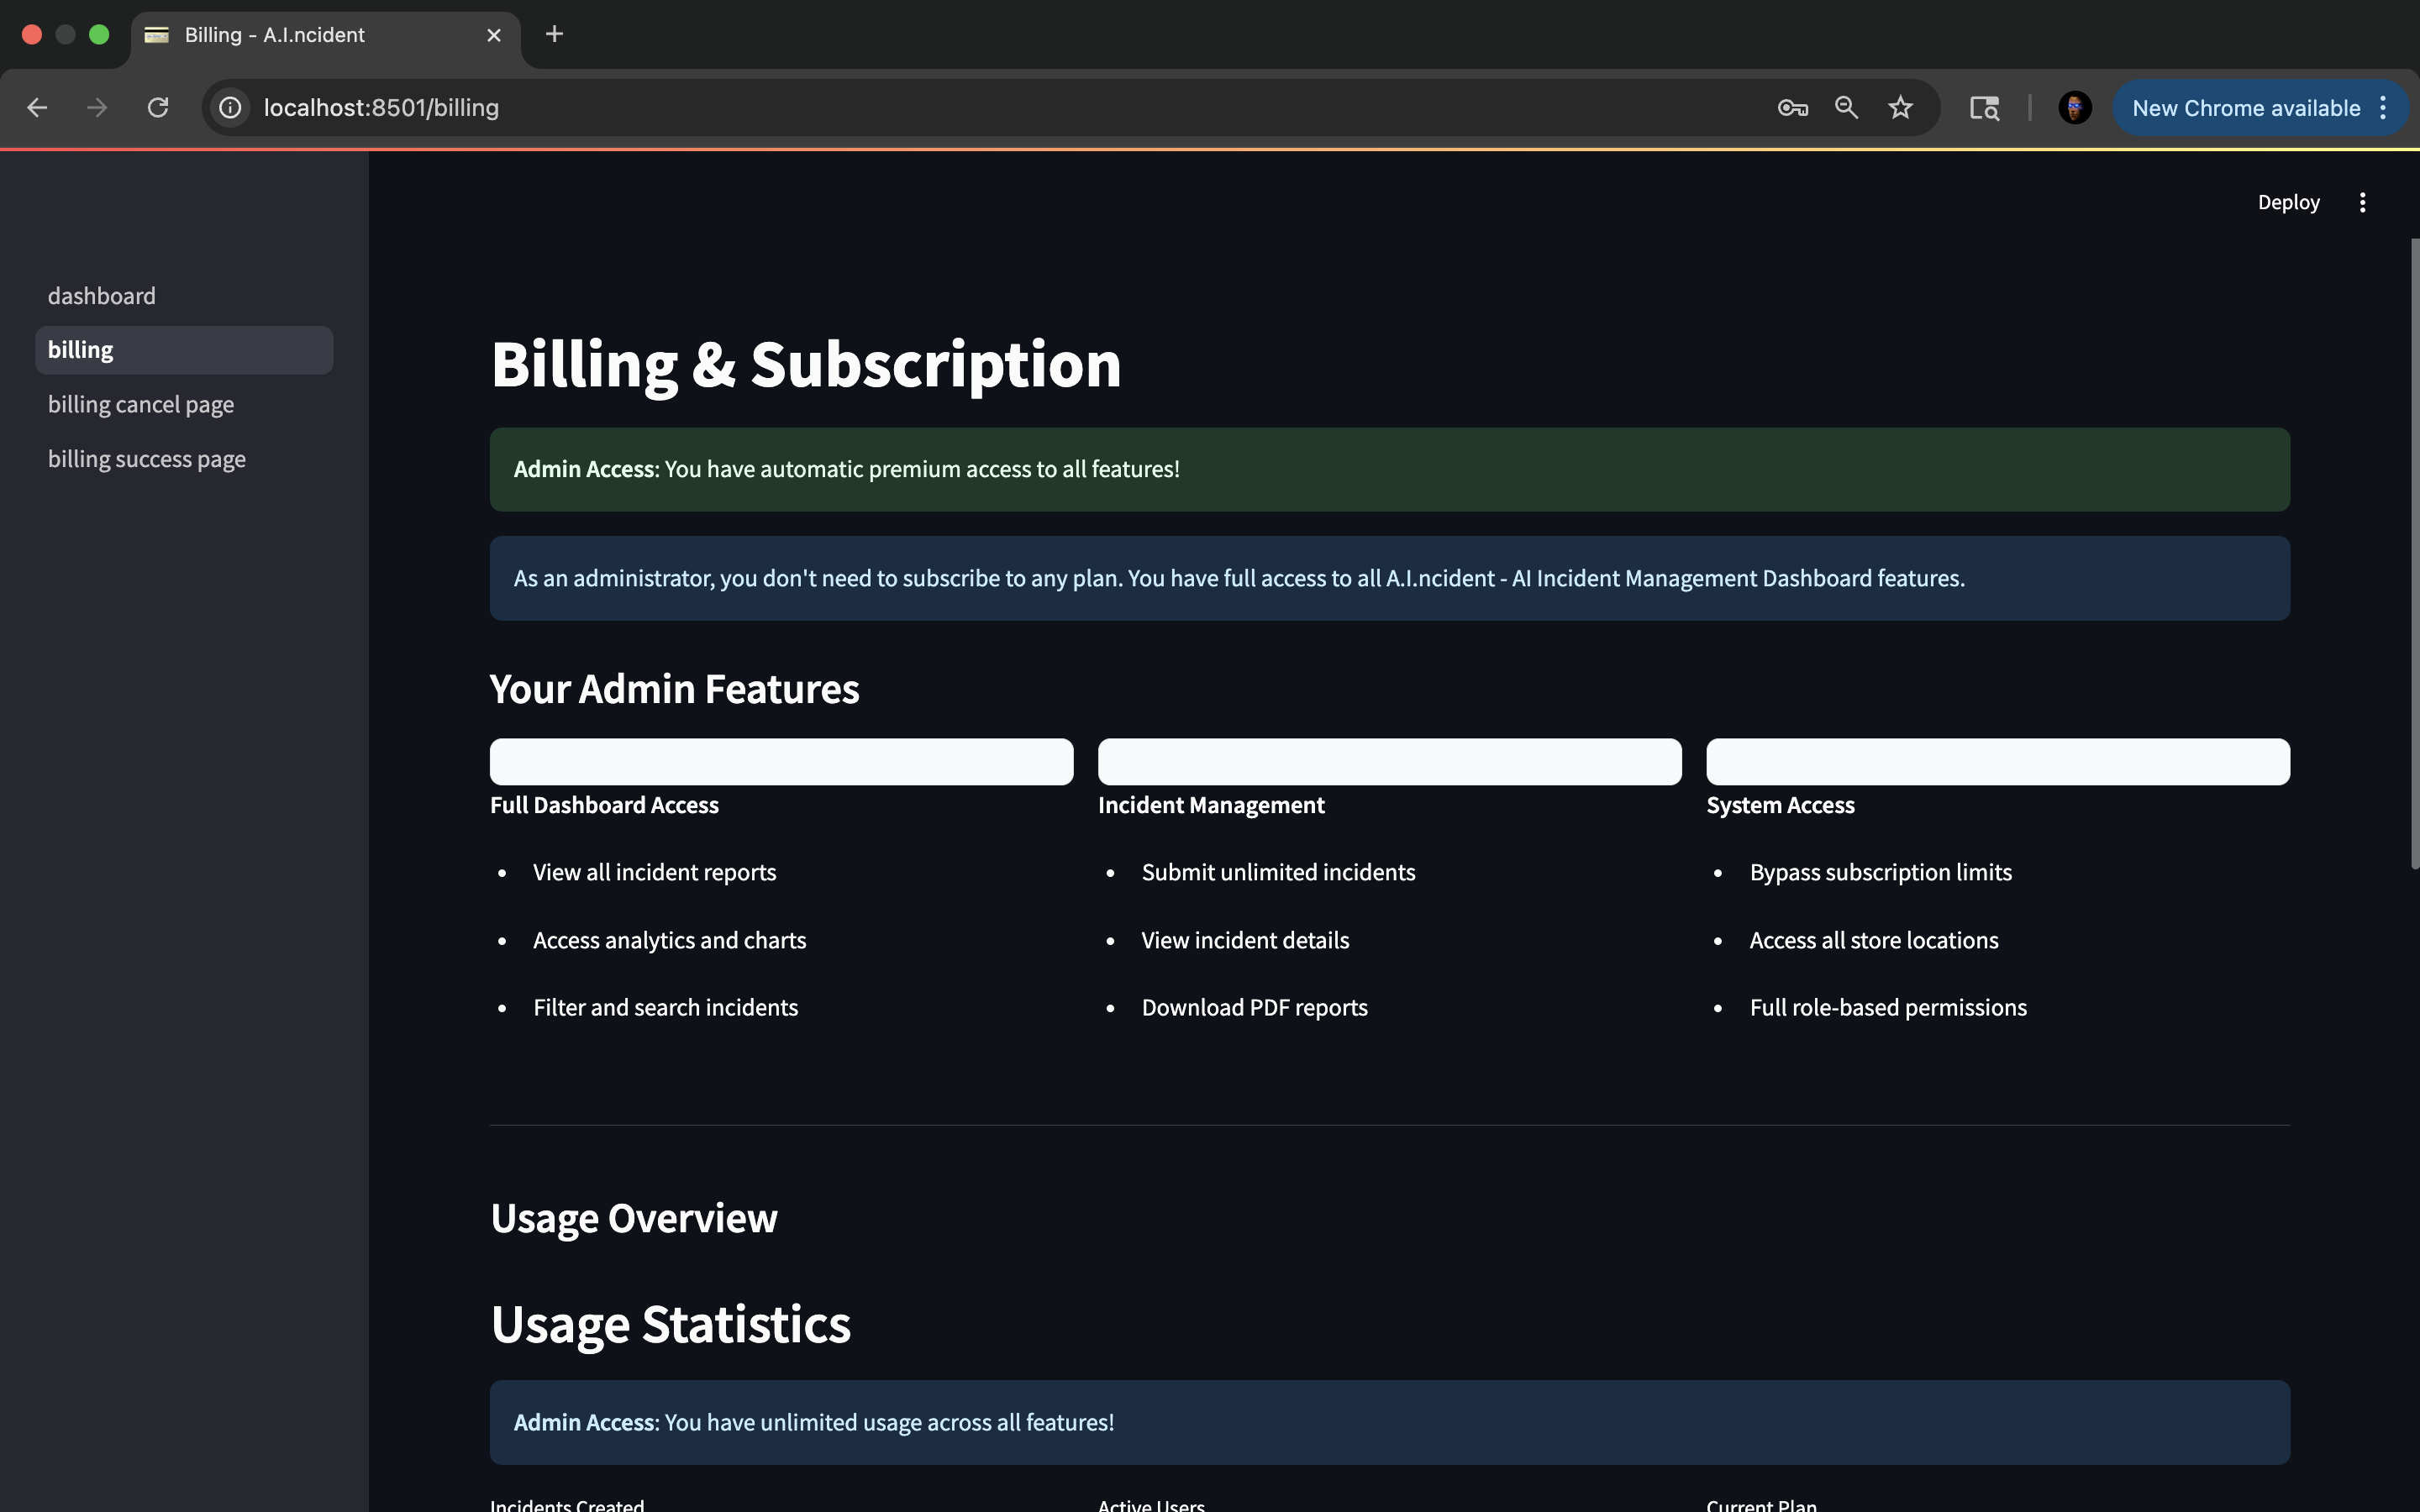 Billing - A.I.ncident
localhost:8501/billing
New Chrome available
Deploy
dashboard
billing
billing cancel page
billing success page
Billing & Subscription
Admin Access: You have automatic premium access to all features!
As an administrator, you don't need to subscribe to any plan. You have full access to all A.I.ncident - AI Incident Management Dashboard features.
Your Admin Features
Full Dashboard Access
• View all incident reports
• Access analytics and charts
• Filter and search incidents
Incident Management
• Submit unlimited incidents
• View incident details
• Download PDF reports
System Access
• Bypass subscription limits
• Access all store locations
• Full role-based permissions
Usage Overview
Usage Statistics
Admin Access: You have unlimited usage across all features!
Incidents Created
Active Users
Current Plan